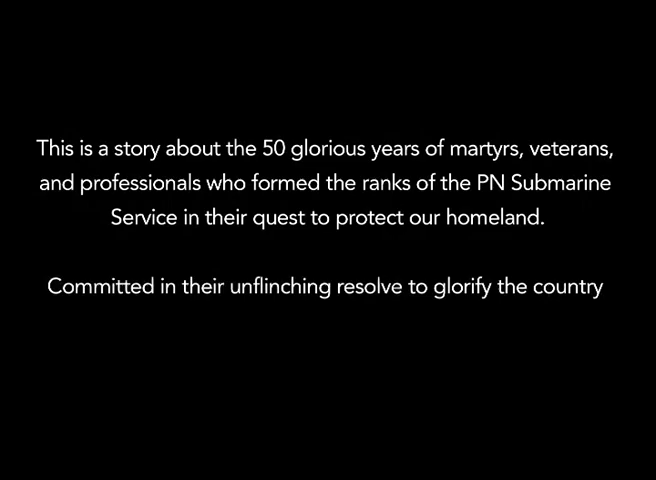 This is a story about the 50 glorious years of martyrs, veterans,
and professionals who formed the ranks of the PN Submarine
Service in their quest to protect our homeland.
Committed in their unflinching resolve to glorify the country